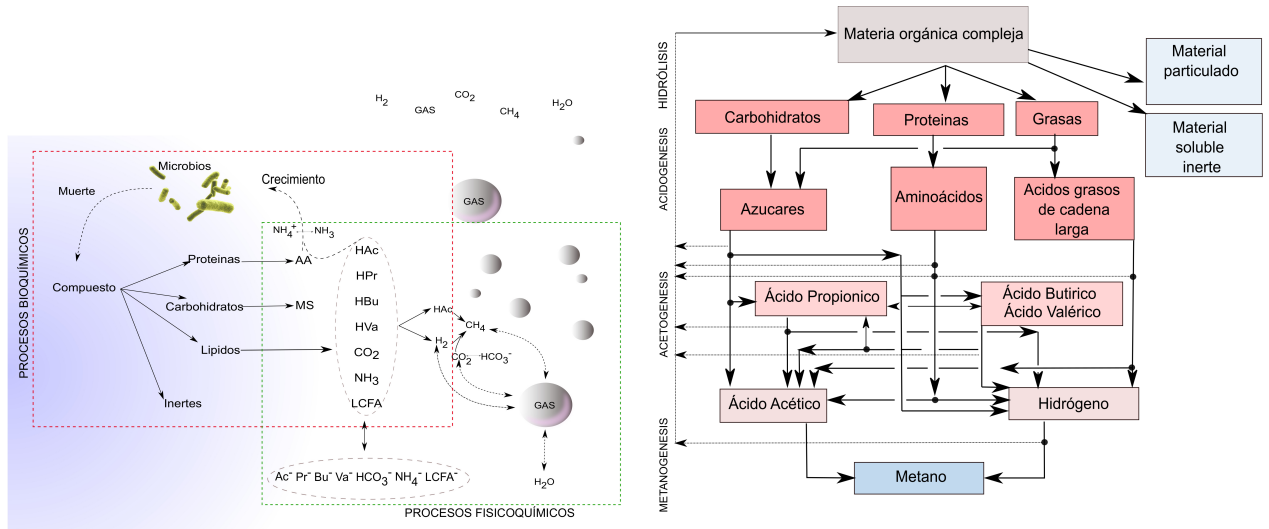 H2
GAS
CO2
CH4
H2O
PROCESOS BIOQUÍMICOS
Microbios
Muerte
Crecimiento
GAS
NH4+
NH3
Proteinas
AA
Compuesto
Carbohidratos
MS
Lipidos
Inertes
HAc
HPr
HBu
HVa
CO2
NH3
LCFA
HAc
CH4
H2
CO2
HCO3-
GAS
H2O
Ac- Pr- Bu- Va- HCO3- NH4- LCFA-
PROCESOS FISICOQUÍMICOS
HIDRÓLISIS
ACIDOGENESIS
ACETOGENESIS
METANOGENESIS
Materia orgánica compleja
Material
particulado
Material
soluble
inerte
Carbohidratos
Proteinas
Grasas
Azucares
Aminoácidos
Acidos grasos
de cadena
larga
Ácido Propionico
Ácido Butirico
Ácido Valérico
Ácido Acético
Hidrógeno
Metano